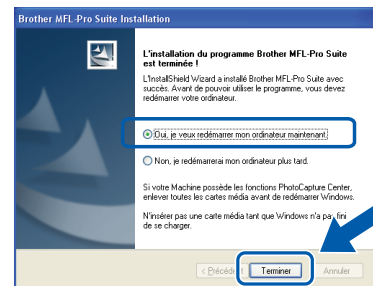 Brother MFL-Pro Suite Installation
L'installation du programme Brother MFL-Pro Suite
est terminée !
L'InstallShield Wizard a installé Brother MFL-Pro Suite avec
succès. Avant de pouvoir utiliser le programme, vous devez
redémarrer votre ordinateur.
Oui, je veux redémarrer mon ordinateur maintenant.
Non, je redémarrerai mon ordinateur plus tard.
Si votre Machine possède les fonctions PhotoCapture Center,
enlever toutes les cartes média avant de redémarrer Windows.
N'insérer pas une carte média tant que Windows n'a pas fini
de se charger.
< Précédent
Terminer
Annuler